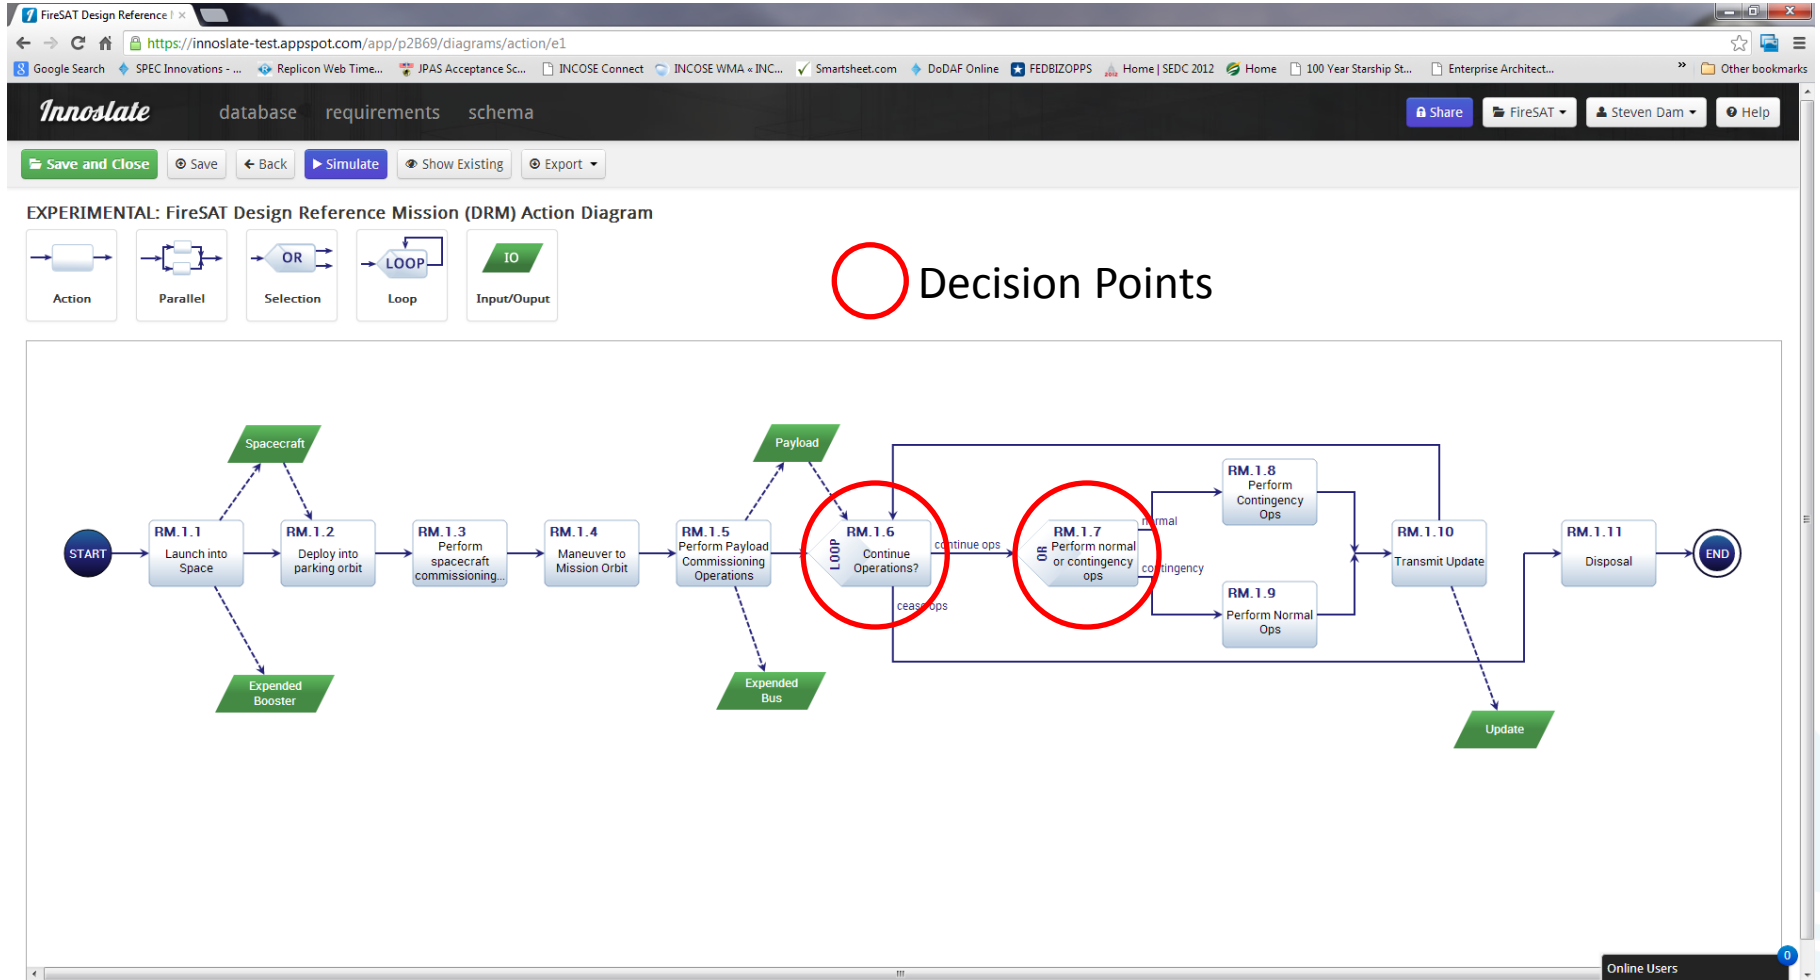 FireSAT Design Reference
https://innoslate-test.appspot.com/app/p2B69/diagrams/action/e1
Google Search SPEC Innovations - ... Replicon Web Time... JPAS Acceptance Sc... INCOSE Connect INCOSE WMA « INC... Smartsheet.com DoDAF Online FEDBIZOPPS Home | SEDC 2012 Home 100 Year Starship St... Enterprise Architect... » Other bookmarks
Innoslate database requirements schema Share FireSAT Steven Dam Help
Save and Close Save Back Simulate Show Existing Export
EXPERIMENTAL: FireSAT Design Reference Mission (DRM) Action Diagram
OR
LOOP
IO
Action Parallel Selection Loop Input/Ouput
Decision Points
Spacecraft
Payload
START
RM.1.1
Launch into
Space
RM.1.2
Deploy into
parking orbit
RM.1.3
Perform
spacecraft
commissioning...
RM.1.4
Maneuver to
Mission Orbit
RM.1.5
Perform Payload
Commissioning
Operations
LOOP
RM.1.6
Continue
Operations?
continue ops
cease ops
OR
RM.1.7
Perform normal
or contingency
ops
normal
contingency
RM.1.8
Perform
Contingency
Ops
RM.1.9
Perform Normal
Ops
RM.1.10
Transmit Update
RM.1.11
Disposal
END
Expended
Booster
Expended
Bus
Update
0
Online Users